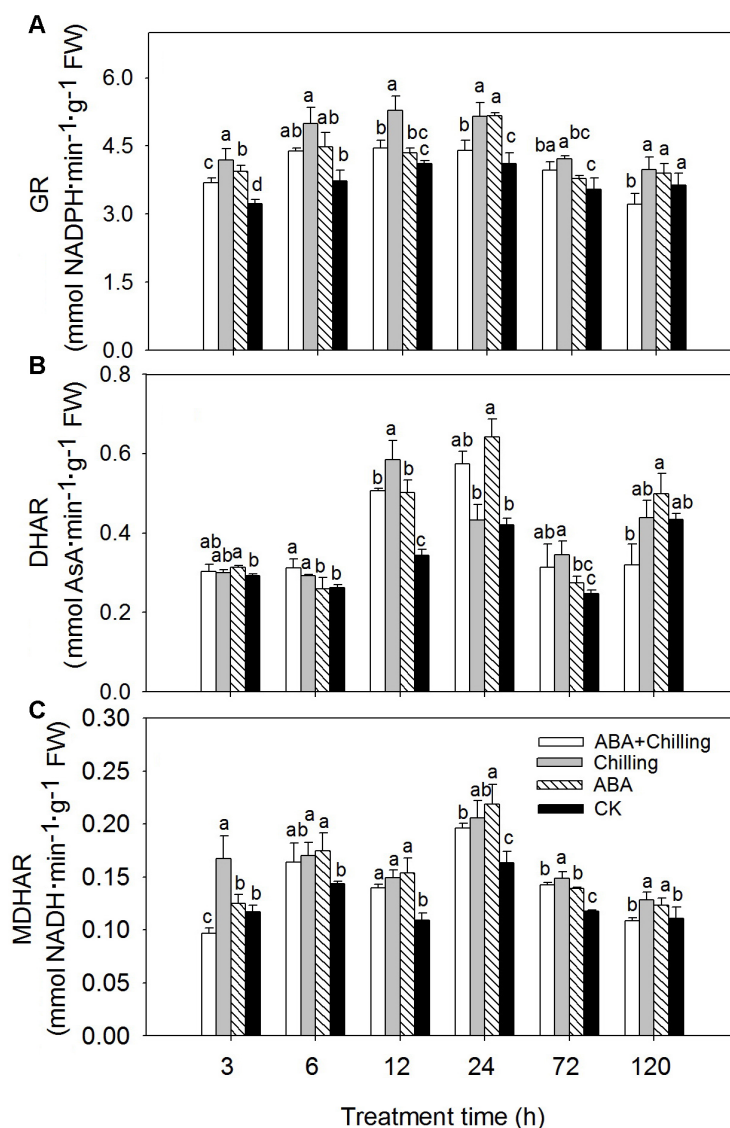 A
GR
(mmol NADPH·min⁻¹·g⁻¹ FW)
6.0
4.5
3.0
1.5
0.0
c a b d
ab a ab b
b a bc c
b a a c
ba a bc c
b a a a
B
DHAR
(mmol AsA·min⁻¹·g⁻¹ FW)
0.8
0.6
0.4
0.2
0.0
ab ab a b
a b b b
b a b c
ab b a b
ab a bc c
b ab a ab
C
MDHAR
(mmol NADH·min⁻¹·g⁻¹ FW)
0.30
0.25
0.20
0.15
0.10
0.05
0.00
c a b b
ab a a b
a a a b
b ab a c
b a b c
b a a b
ABA+Chilling
Chilling
ABA
CK
3 6 12 24 72 120
Treatment time (h)